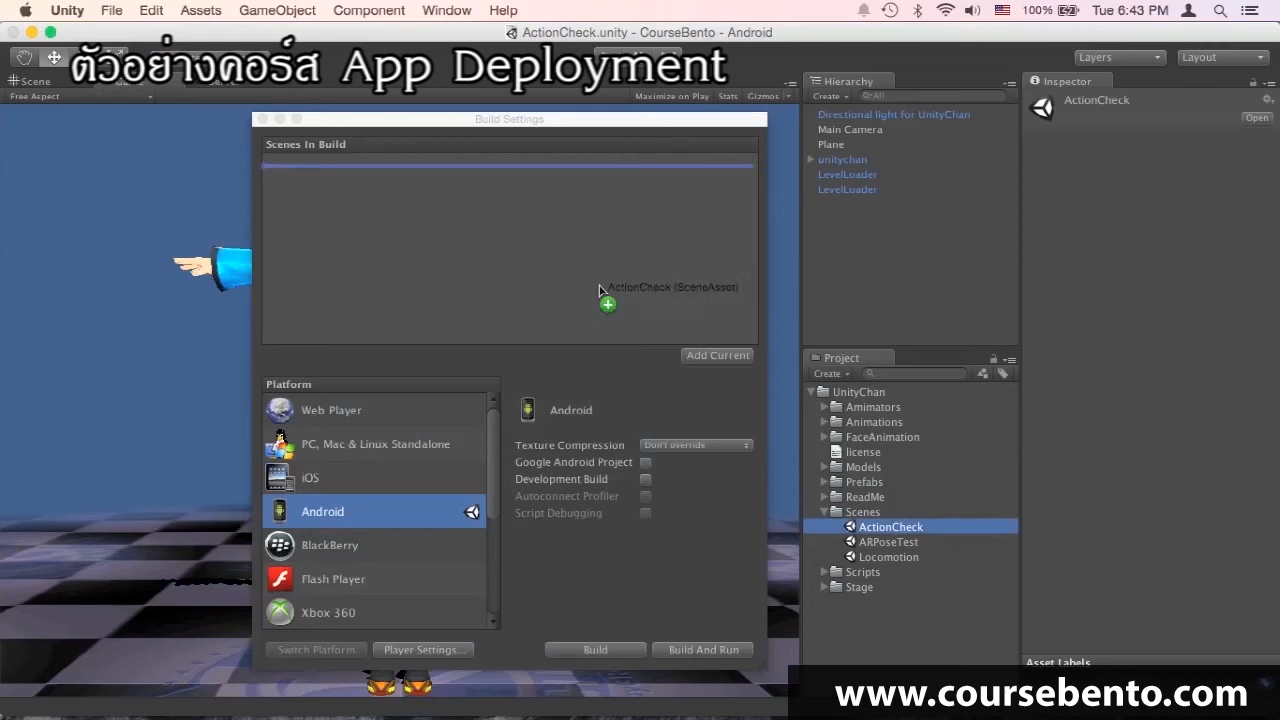 Unity File Edit Assets GameObject Component Window Help 100% Tue 6:43 PM
ActionCheck.unity - CourseBento - Android
ตัวอย่างคอร์ส App Deployment
Layers Layout
Scene
Free Aspect Maximize on Play Stats Gizmos
Build Settings
Scenes In Build
ActionCheck (SceneAsset)
Add Current
Platform
Web Player
PC, Mac & Linux Standalone
iOS
Android
BlackBerry
Flash Player
Xbox 360
Android
Texture Compression Don't override
Google Android Project
Development Build
Autoconnect Profiler
Script Debugging
Switch Platform Player Settings... Build Build And Run
Hierarchy
Create All
Directional light for UnityChan
Main Camera
Plane
unitychan
LevelLoader
LevelLoader
Project
Create
UnityChan
Animators
Animations
FaceAnimation
license
Models
Prefabs
ReadMe
Scenes
ActionCheck
ARPoseTest
Locomotion
Scripts
Stage
Inspector
ActionCheck
Open
Asset Labels
www.coursebento.com